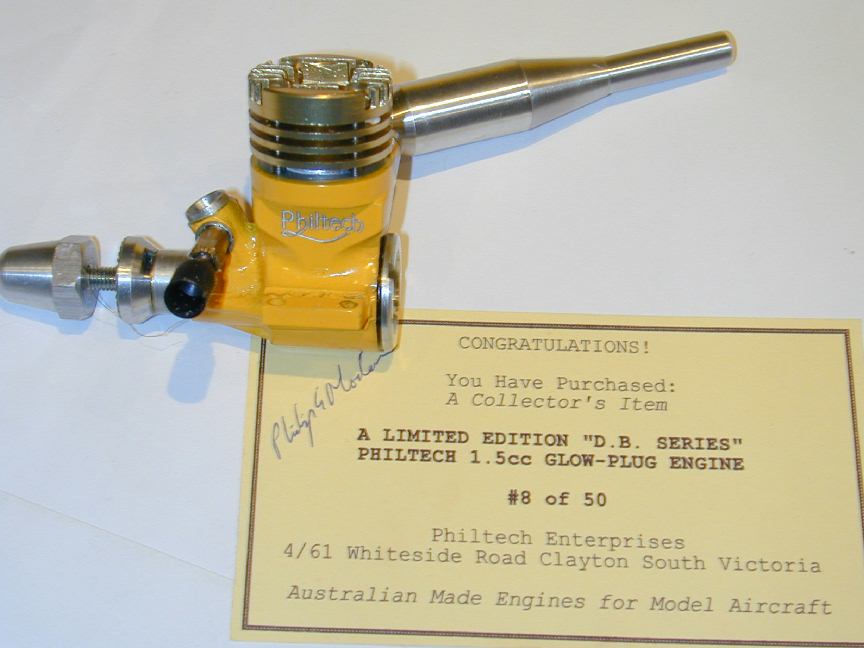 Philtech
CONGRATULATIONS!
You Have Purchased:
A Collector's Item
A LIMITED EDITION "D.B. SERIES"
PHILTECH 1.5cc GLOW-PLUG ENGINE
#8 of 50
Philtech Enterprises
4/61 Whiteside Road Clayton South Victoria
Australian Made Engines for Model Aircraft